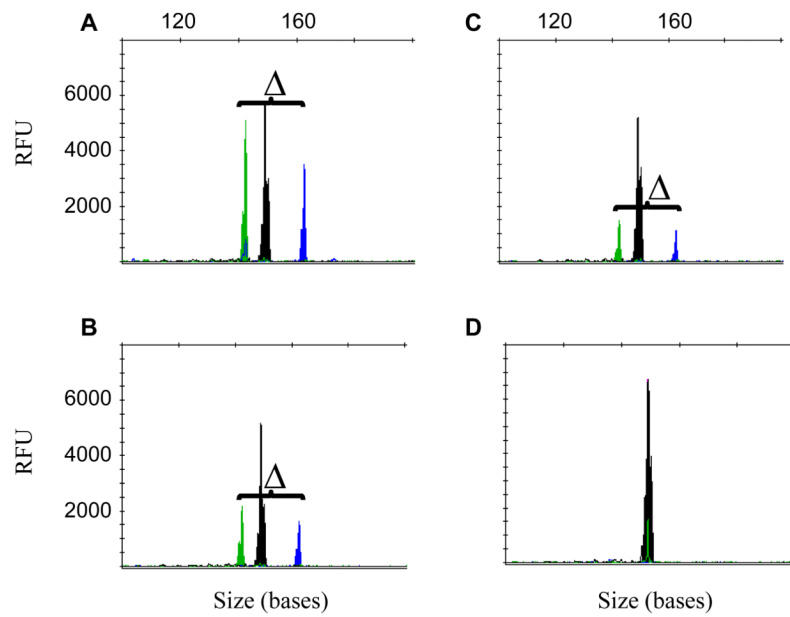 A
120 160
Δ
6000
4000
2000
RFU
C
120 160
Δ
B
Δ
6000
4000
2000
RFU
Size (bases)
D
Size (bases)